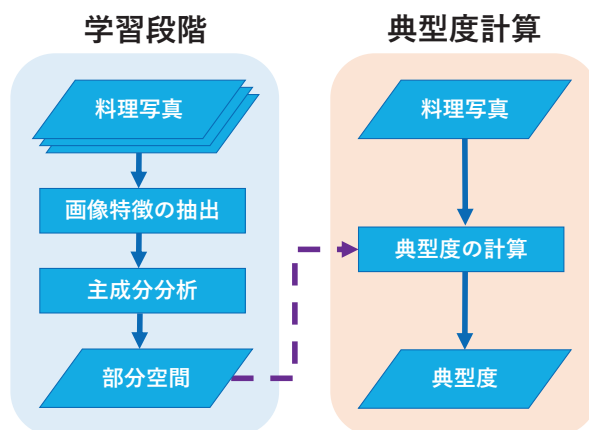 学習段階
料理写真
画像特徴の抽出
主成分分析
部分空間
典型度計算
料理写真
典型度の計算
典型度